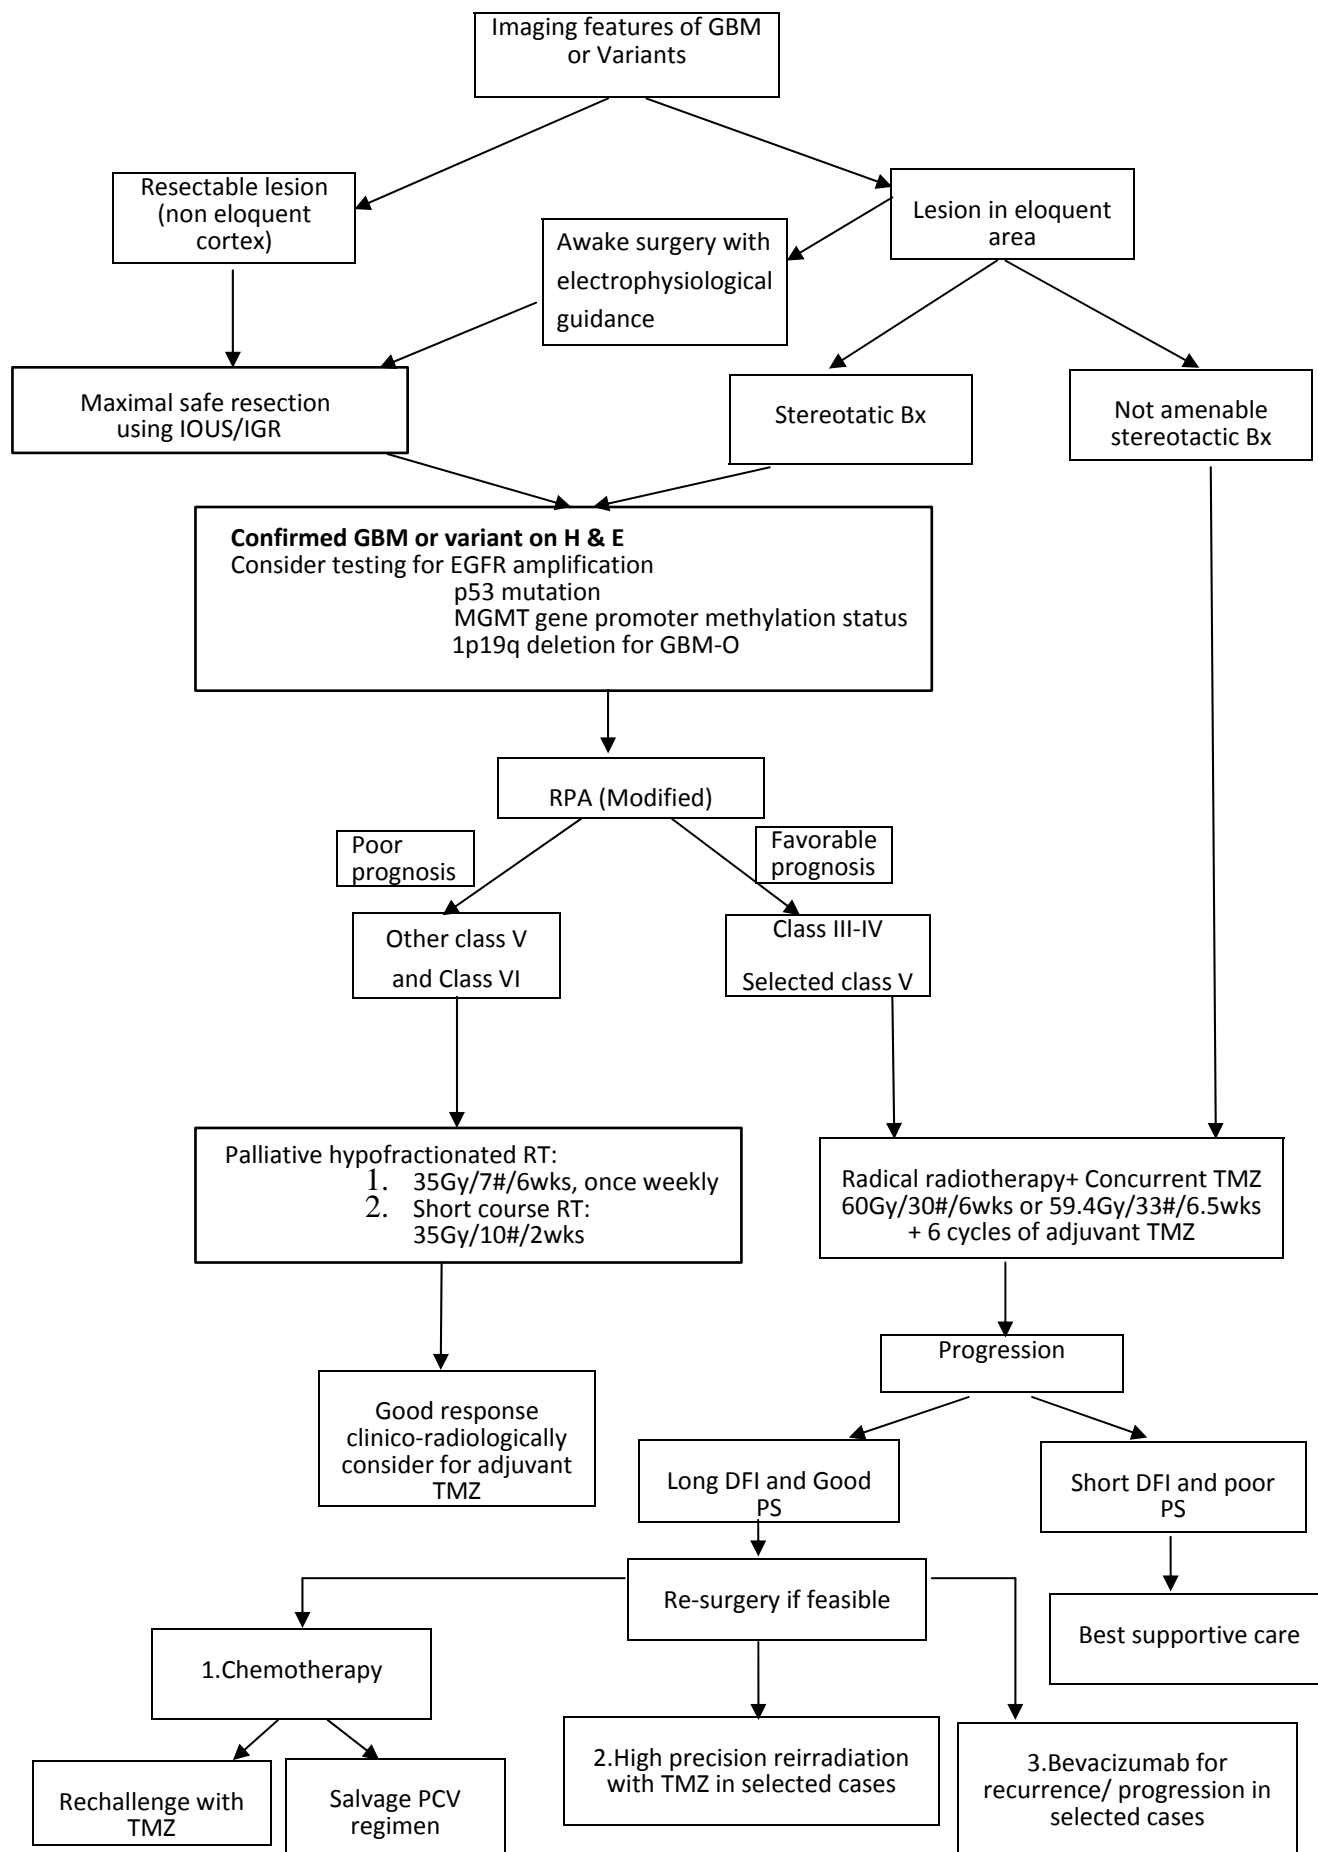 Imaging features of GBM
or Variants
Resectable lesion
(non eloquent
cortex)
Awake surgery with
electrophysiological
guidance
Lesion in eloquent
area
Maximal safe resection
using IOUS/IGR
Stereotatic Bx
Not amenable
stereotactic Bx
Confirmed GBM or variant on H & E
Consider testing for EGFR amplification
p53 mutation
MGMT gene promoter methylation status
1p19q deletion for GBM-O
RPA (Modified)
Poor
prognosis
Favorable
prognosis
Other class V
and Class VI
Class III-IV
Selected class V
Palliative hypofractionated RT:
1. 35Gy/7#/6wks, once weekly
2. Short course RT:
35Gy/10#/2wks
Radical radiotherapy+ Concurrent TMZ
60Gy/30#/6wks or 59.4Gy/33#/6.5wks
+ 6 cycles of adjuvant TMZ
Progression
Good response
clinico-radiologically
consider for adjuvant
TMZ
Long DFI and Good
PS
Short DFI and poor
PS
Re-surgery if feasible
Best supportive care
1.Chemotherapy
2.High precision reirradiation
with TMZ in selected cases
3.Bevacizumab for
recurrence/ progression in
selected cases
Rechallenge with
TMZ
Salvage PCV
regimen